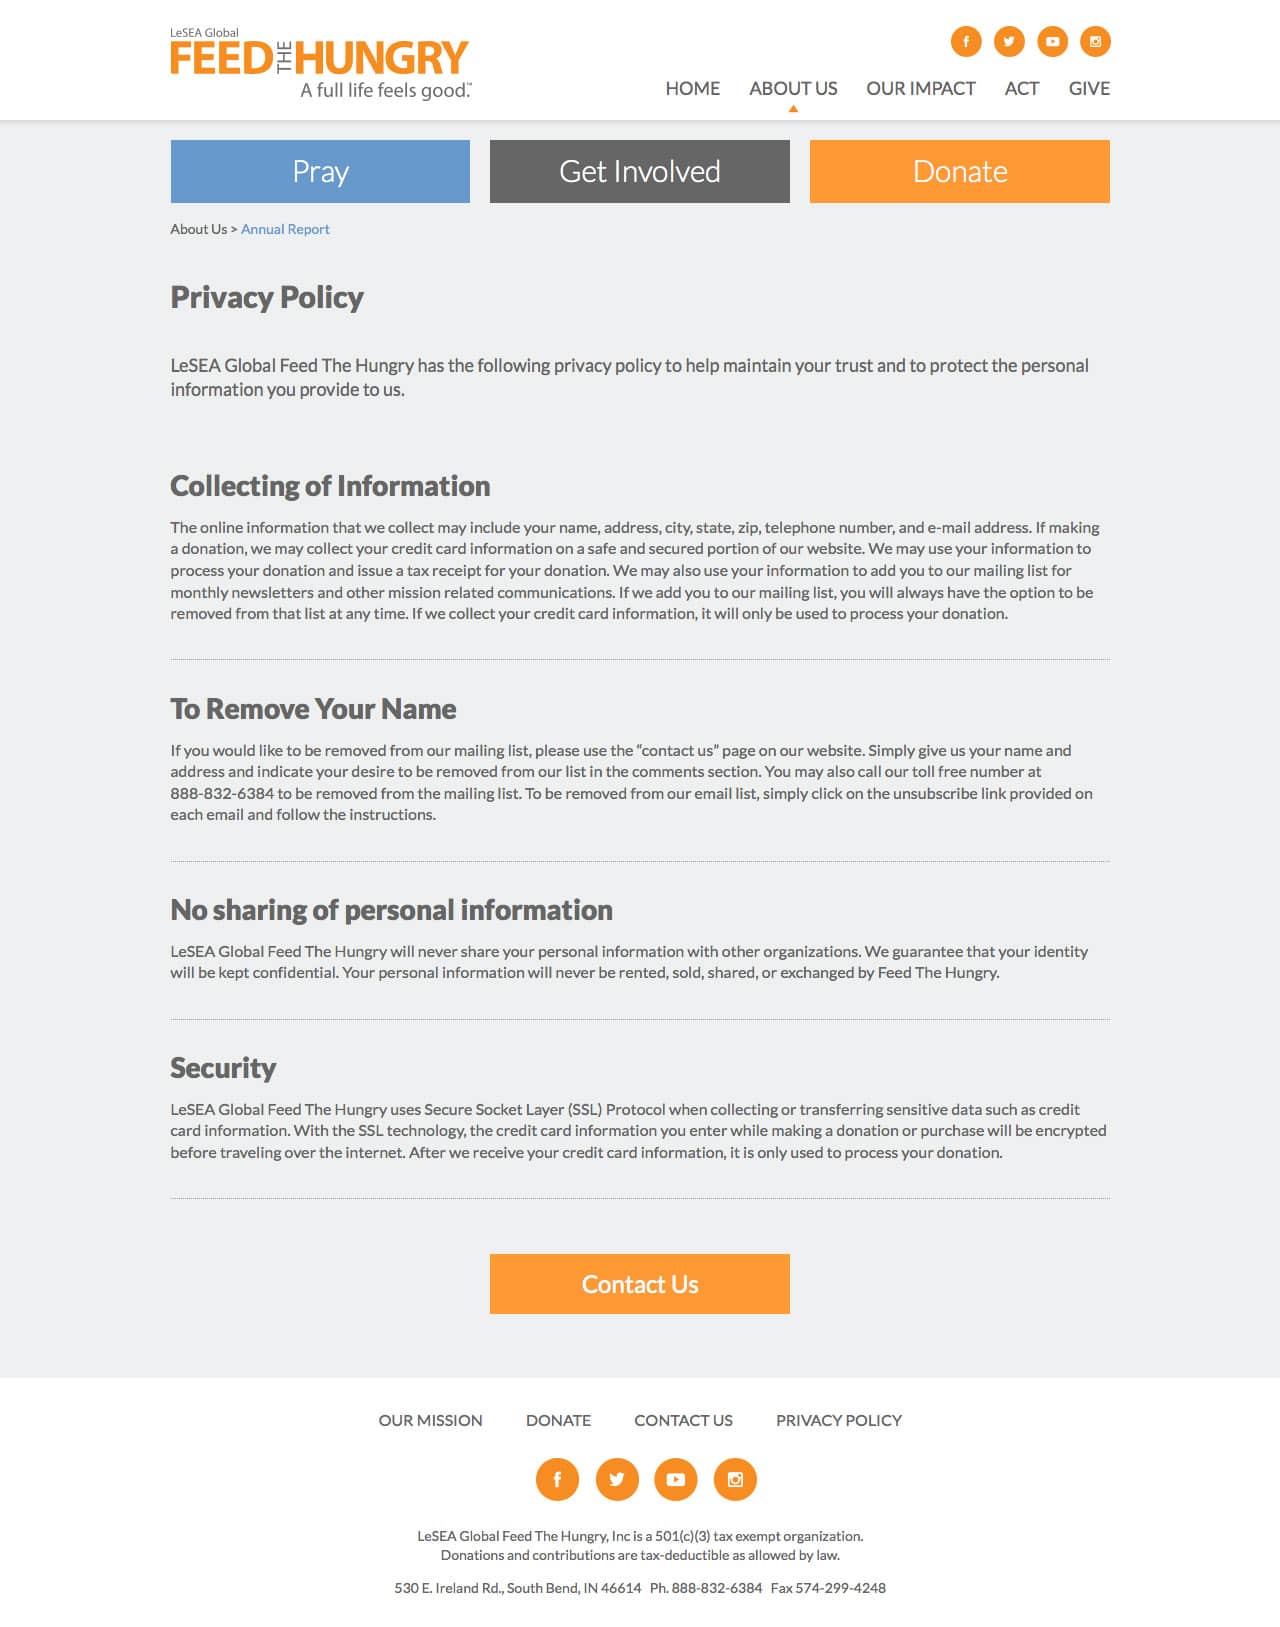 LeSEA Global
FEED THE HUNGRY
A full life feels good.™
HOME ABOUT US OUR IMPACT ACT GIVE
Pray Get Involved Donate
About Us > Annual Report
Privacy Policy
LeSEA Global Feed The Hungry has the following privacy policy to help maintain your trust and to protect the personal
information you provide to us.
Collecting of Information
The online information that we collect may include your name, address, city, state, zip, telephone number, and e-mail address. If making
a donation, we may collect your credit card information on a safe and secured portion of our website. We may use your information to
process your donation and issue a tax receipt for your donation. We may also use your information to add you to our mailing list for
monthly newsletters and other mission related communications. If we add you to our mailing list, you will always have the option to be
removed from that list at any time. If we collect your credit card information, it will only be used to process your donation.
To Remove Your Name
If you would like to be removed from our mailing list, please use the “contact us” page on our website. Simply give us your name and
address and indicate your desire to be removed from our list in the comments section. You may also call our toll free number at
888-832-6384 to be removed from the mailing list. To be removed from our email list, simply click on the unsubscribe link provided on
each email and follow the instructions.
No sharing of personal information
LeSEA Global Feed The Hungry will never share your personal information with other organizations. We guarantee that your identity
will be kept confidential. Your personal information will never be rented, sold, shared, or exchanged by Feed The Hungry.
Security
LeSEA Global Feed The Hungry uses Secure Socket Layer (SSL) Protocol when collecting or transferring sensitive data such as credit
card information. With the SSL technology, the credit card information you enter while making a donation or purchase will be encrypted
before traveling over the internet. After we receive your credit card information, it is only used to process your donation.
Contact Us
OUR MISSION DONATE CONTACT US PRIVACY POLICY
LeSEA Global Feed The Hungry, Inc is a 501(c)(3) tax exempt organization.
Donations and contributions are tax-deductible as allowed by law.
530 E. Ireland Rd., South Bend, IN 46614 Ph. 888-832-6384 Fax 574-299-4248